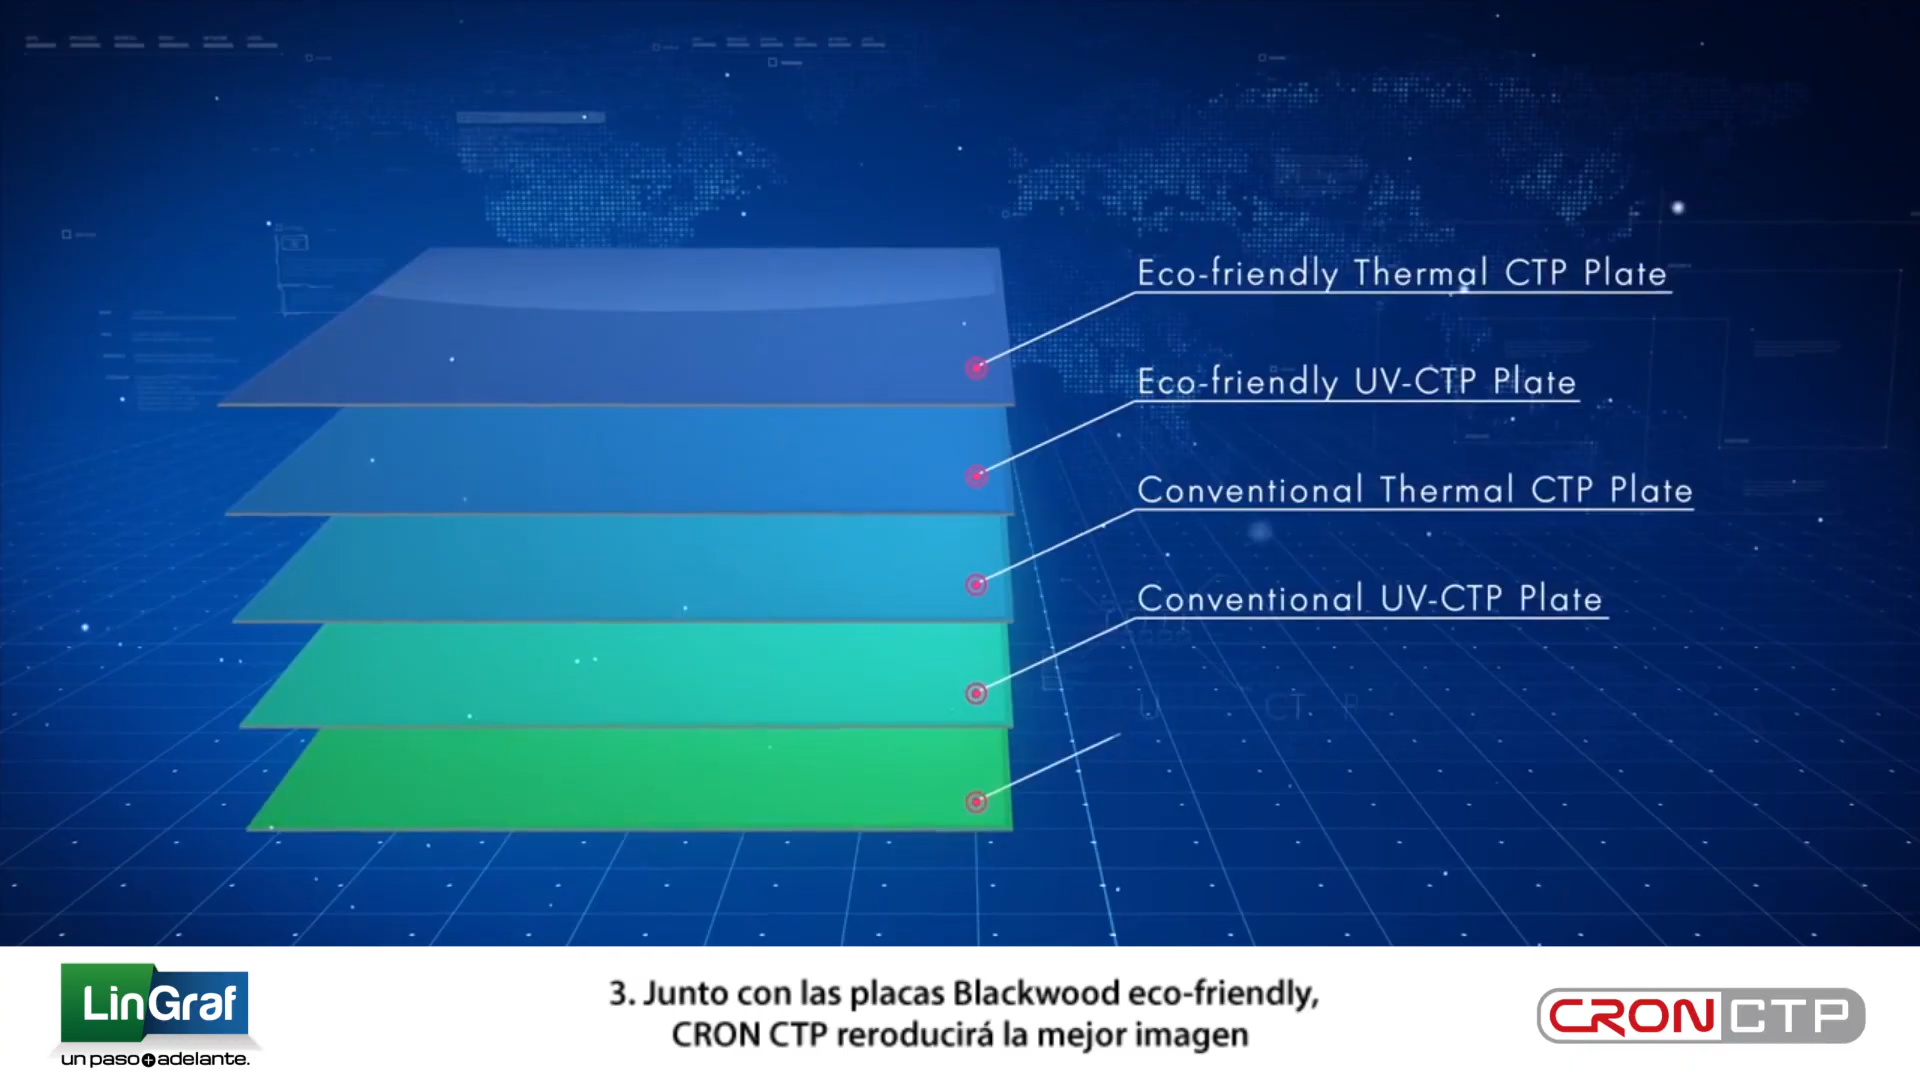 Eco-friendly Thermal CTP Plate
Eco-friendly UV-CTP Plate
Conventional Thermal CTP Plate
Conventional UV-CTP Plate
U CT P
LinGraf
un paso+adelante.
3. Junto con las placas Blackwood eco-friendly,
CRON CTP reroducirá la mejor imagen
CRON CTP